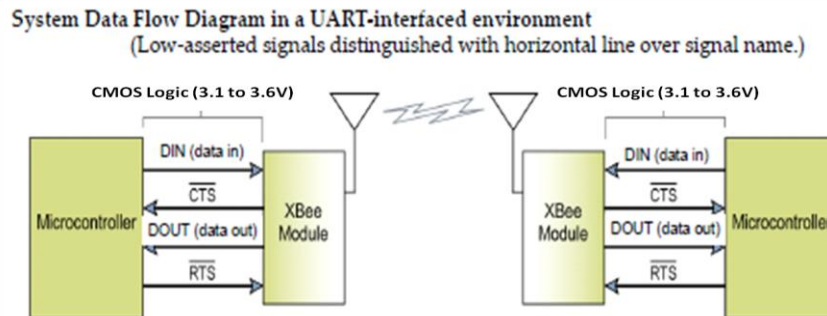 System Data Flow Diagram in a UART-interfaced environment
(Low-asserted signals distinguished with horizontal line over signal name.)
CMOS Logic (3.1 to 3.6V)
CMOS Logic (3.1 to 3.6V)
DIN (data in)
CTS
Microcontroller
DOUT (data out)
RTS
XBee
Module
XBee
Module
DIN (data in)
CTS
DOUT (data out)
RTS
Microcontroller